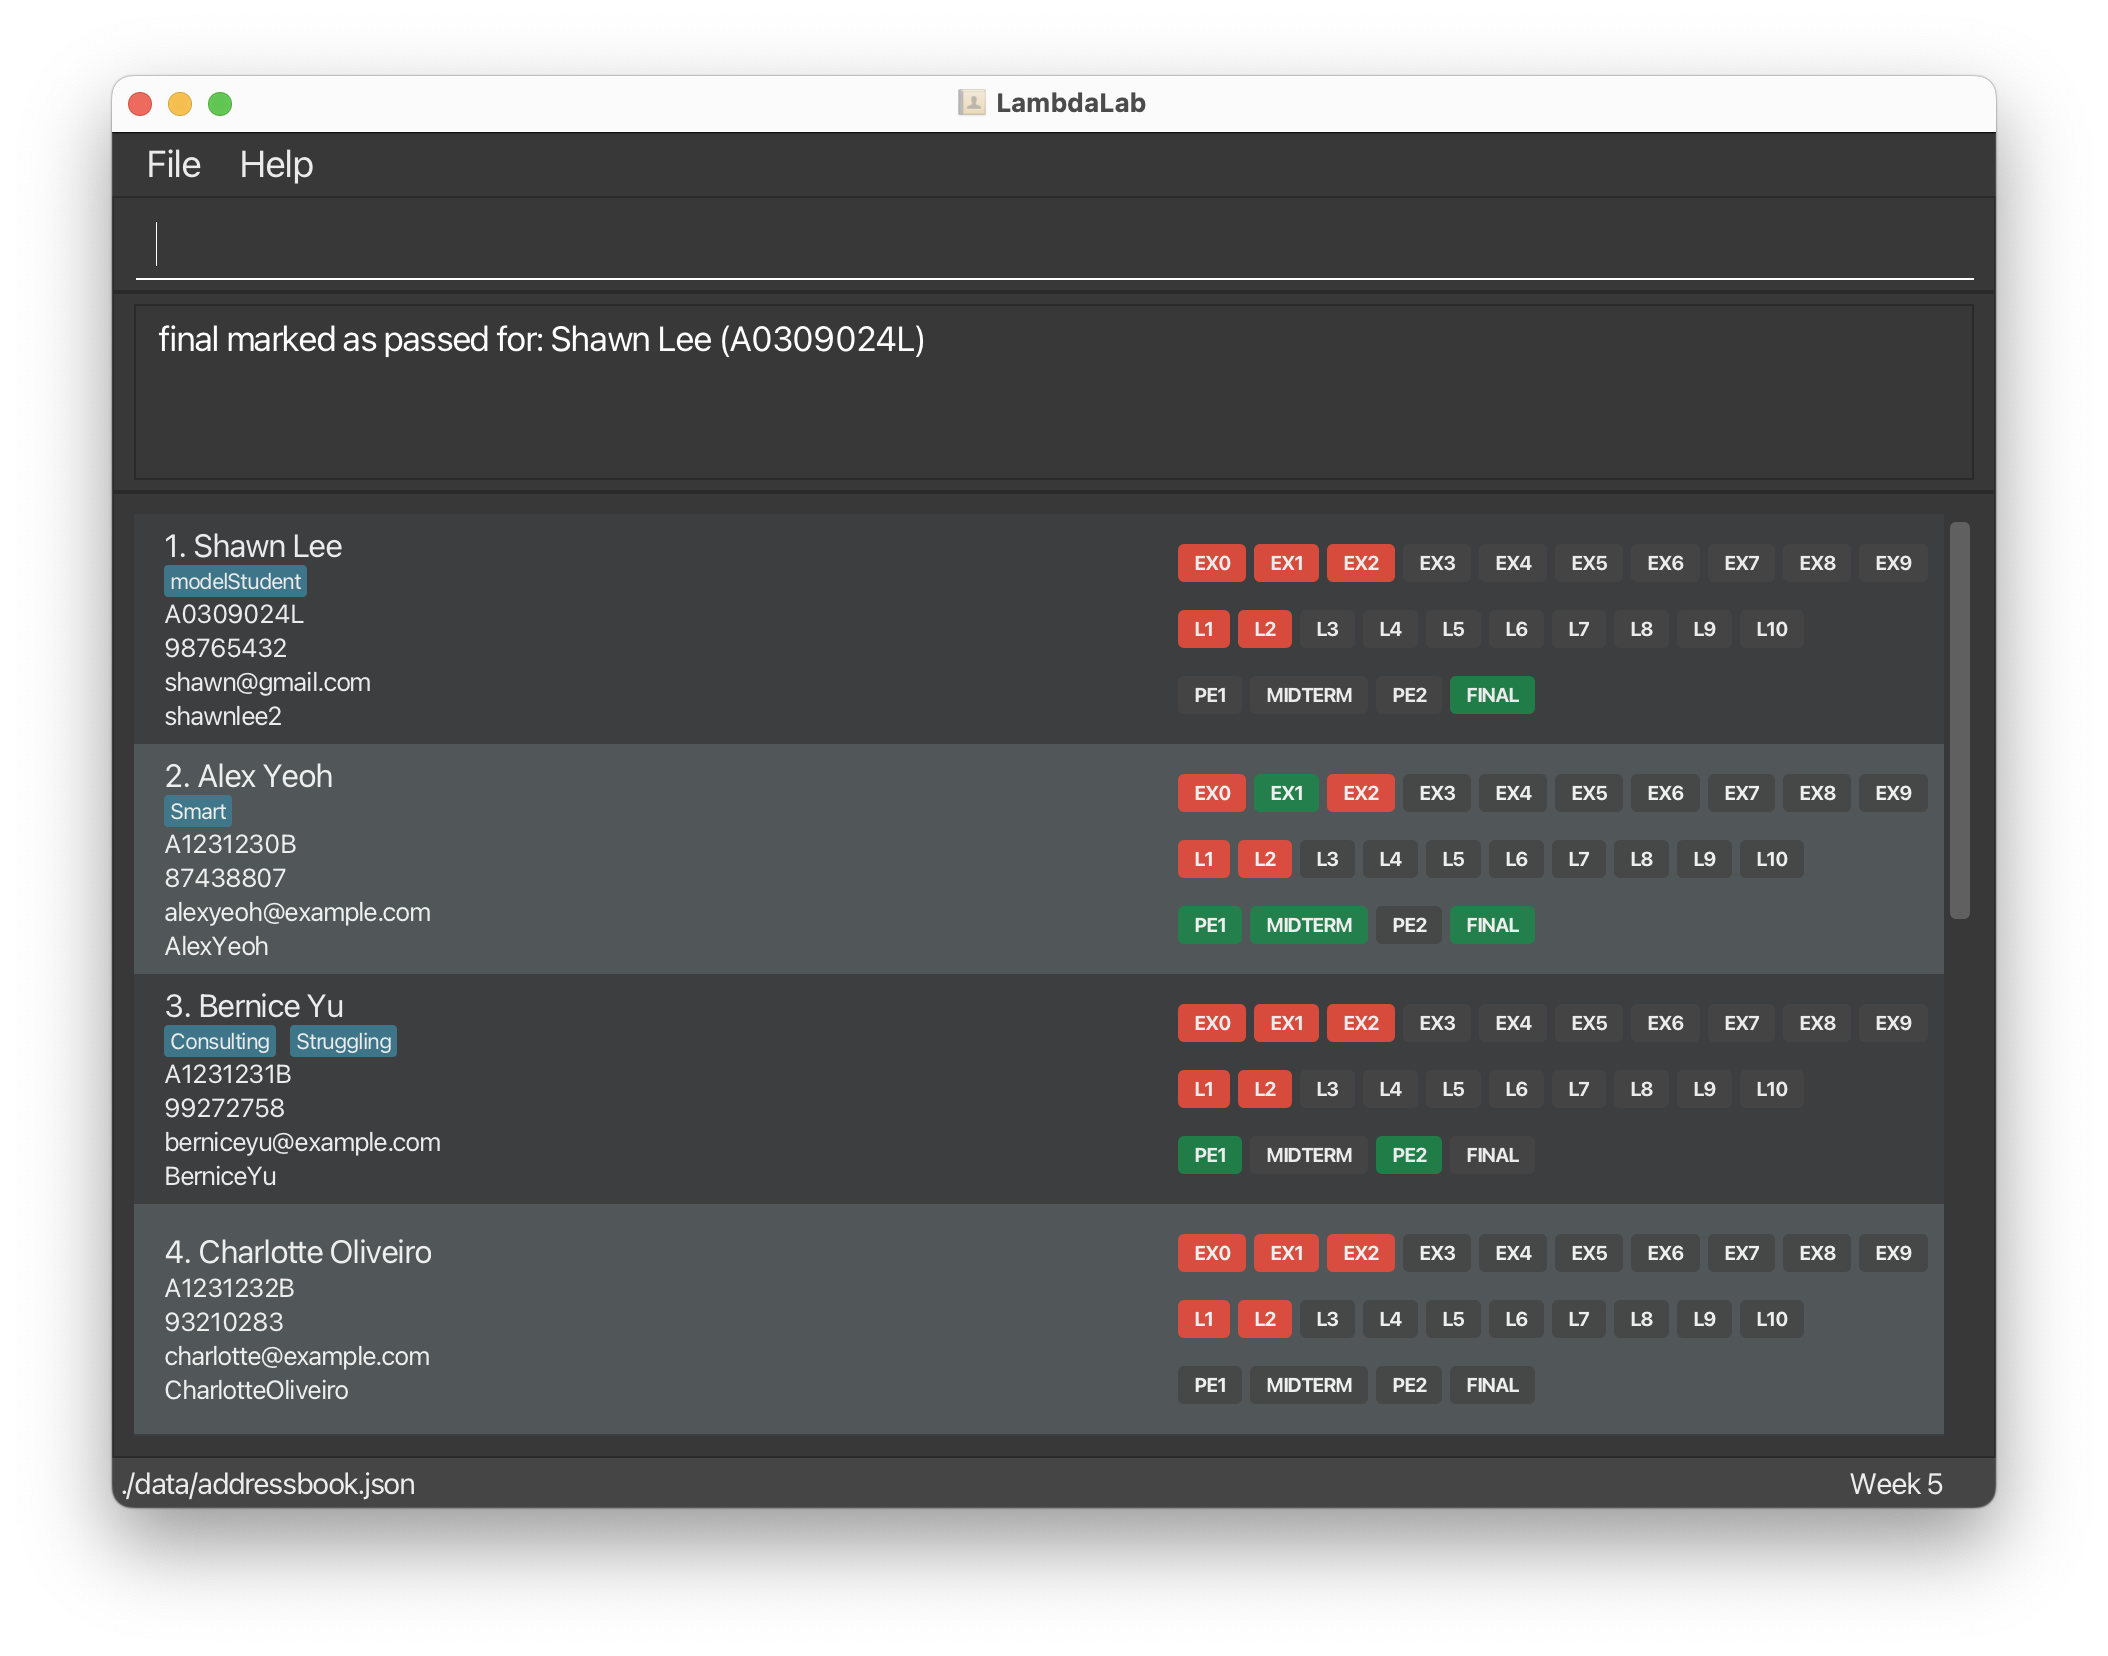 LambdaLab
File Help
final marked as passed for: Shawn Lee (A0309024L)
1. Shawn Lee
modelStudent
A0309024L
98765432
shawn@gmail.com
shawnlee2
EX0 EX1 EX2 EX3 EX4 EX5 EX6 EX7 EX8 EX9
L1 L2 L3 L4 L5 L6 L7 L8 L9 L10
PE1 MIDTERM PE2 FINAL
2. Alex Yeoh
Smart
A1231230B
87438807
alexyeoh@example.com
AlexYeoh
EX0 EX1 EX2 EX3 EX4 EX5 EX6 EX7 EX8 EX9
L1 L2 L3 L4 L5 L6 L7 L8 L9 L10
PE1 MIDTERM PE2 FINAL
3. Bernice Yu
Consulting Struggling
A1231231B
99272758
berniceyu@example.com
BerniceYu
EX0 EX1 EX2 EX3 EX4 EX5 EX6 EX7 EX8 EX9
L1 L2 L3 L4 L5 L6 L7 L8 L9 L10
PE1 MIDTERM PE2 FINAL
4. Charlotte Oliveiro
A1231232B
93210283
charlotte@example.com
CharlotteOliveiro
EX0 EX1 EX2 EX3 EX4 EX5 EX6 EX7 EX8 EX9
L1 L2 L3 L4 L5 L6 L7 L8 L9 L10
PE1 MIDTERM PE2 FINAL
./data/addressbook.json
Week 5